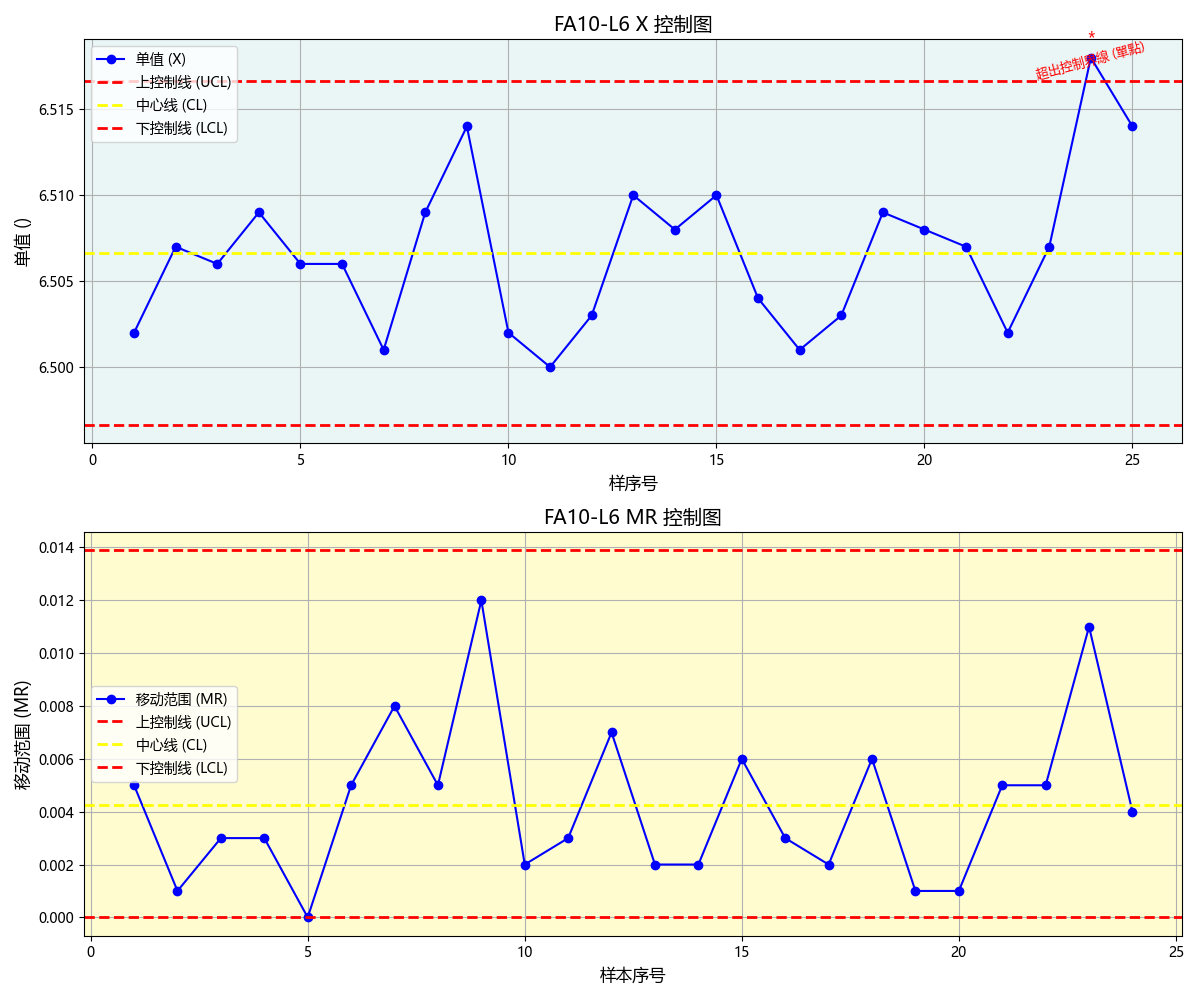 FA10-L6 X 控制图
单值 (X)
上控制线 (UCL)
中心线 (CL)
下控制线 (LCL)
*
超出控制界線 (單點)
单值 ()
6.515
6.510
6.505
6.500
0 5 10 15 20 25
样序号
FA10-L6 MR 控制图
移动范围 (MR)
上控制线 (UCL)
中心线 (CL)
下控制线 (LCL)
移动范围 (MR)
0.014
0.012
0.010
0.008
0.006
0.004
0.002
0.000
0 5 10 15 20 25
样本序号